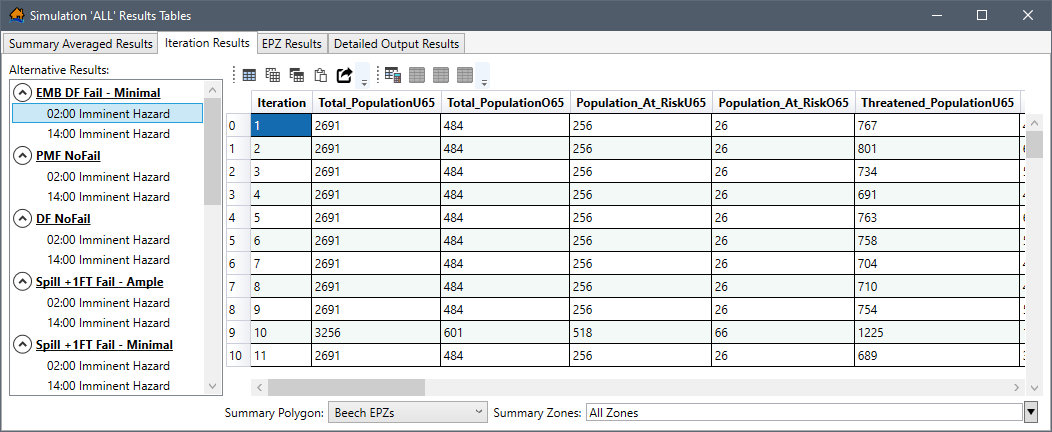 Simulation 'ALL' Results Tables
Summary Averaged Results Iteration Results EPZ Results Detailed Output Results
Alternative Results:
EMB DF Fail - Minimal
02:00 Imminent Hazard
14:00 Imminent Hazard
PMF NoFail
02:00 Imminent Hazard
14:00 Imminent Hazard
DF NoFail
02:00 Imminent Hazard
14:00 Imminent Hazard
Spill +1FT Fail - Ample
02:00 Imminent Hazard
14:00 Imminent Hazard
Spill +1FT Fail - Minimal
02:00 Imminent Hazard
14:00 Imminent Hazard
Iteration Total_PopulationU65 Total_PopulationO65 Population_At_RiskU65 Population_At_RiskO65 Threatened_PopulationU65
0 1 2691 484 256 26 767
1 2 2691 484 256 26 801
2 3 2691 484 256 26 734
3 4 2691 484 256 26 691
4 5 2691 484 256 26 763
5 6 2691 484 256 26 758
6 7 2691 484 256 26 704
7 8 2691 484 256 26 710
8 9 2691 484 256 26 754
9 10 3256 601 518 66 1225
10 11 2691 484 256 26 689
Summary Polygon: Beech EPZs Summary Zones: All Zones